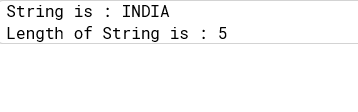 String is : INDIA
Length of String is : 5